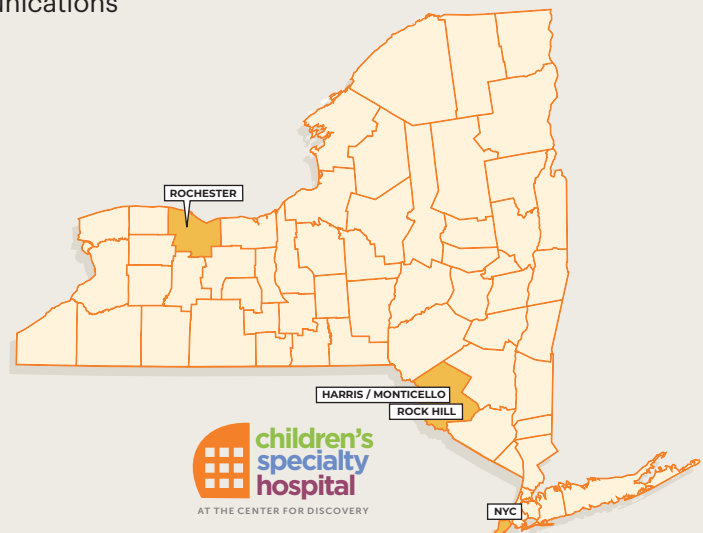 ROCHESTER
HARRIS / MONTICELLO
ROCK HILL
children's
specialty
hospital
AT THE CENTER FOR DISCOVERY
NYC